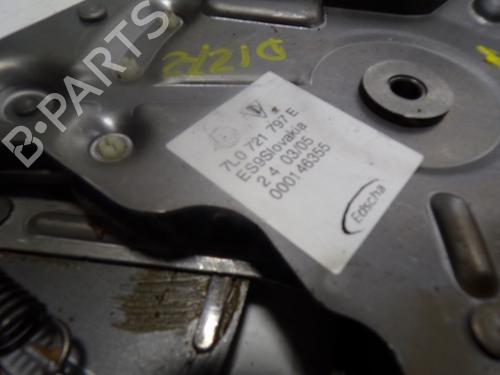 B-PARTS
7L0 721 797 E
ES9Slovakia
2 4 03/05
000146355
Edscha